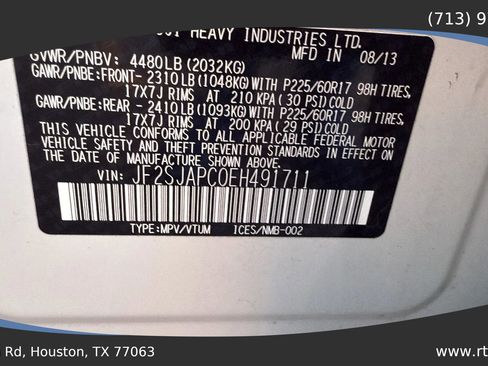 (713) 9
HEAVY INDUSTRIES LTD.
GVWR/PNBV: 4480LB(2032KG) MFD IN 08/13
GAWR/PNBE:FRONT- 2310LB(1048KG)WITH P225/60R17 98H TIRES,
17X7J RIMS AT 210 KPA(30 PSI)COLD
GAWR/PNBE:REAR - 2410LB(1093KG)WITH P225/60R17 98H TIRES,
17X7J RIMS AT 200 KPA(29 PSI)COLD
THIS VEHICLE CONFORMS TO ALL APPLICABLE FEDERAL MOTOR
VEHICLE SAFETY AND THEFT PREVENTION STANDARDS IN EFFECT ON
THE DATE OF MANUFACTURE SHOWN ABOVE.
VIN: JF2SJAPC0EH491711
TYPE:MPV/VTUM ICES/NMB-002
Rd, Houston, TX 77063
www.rt